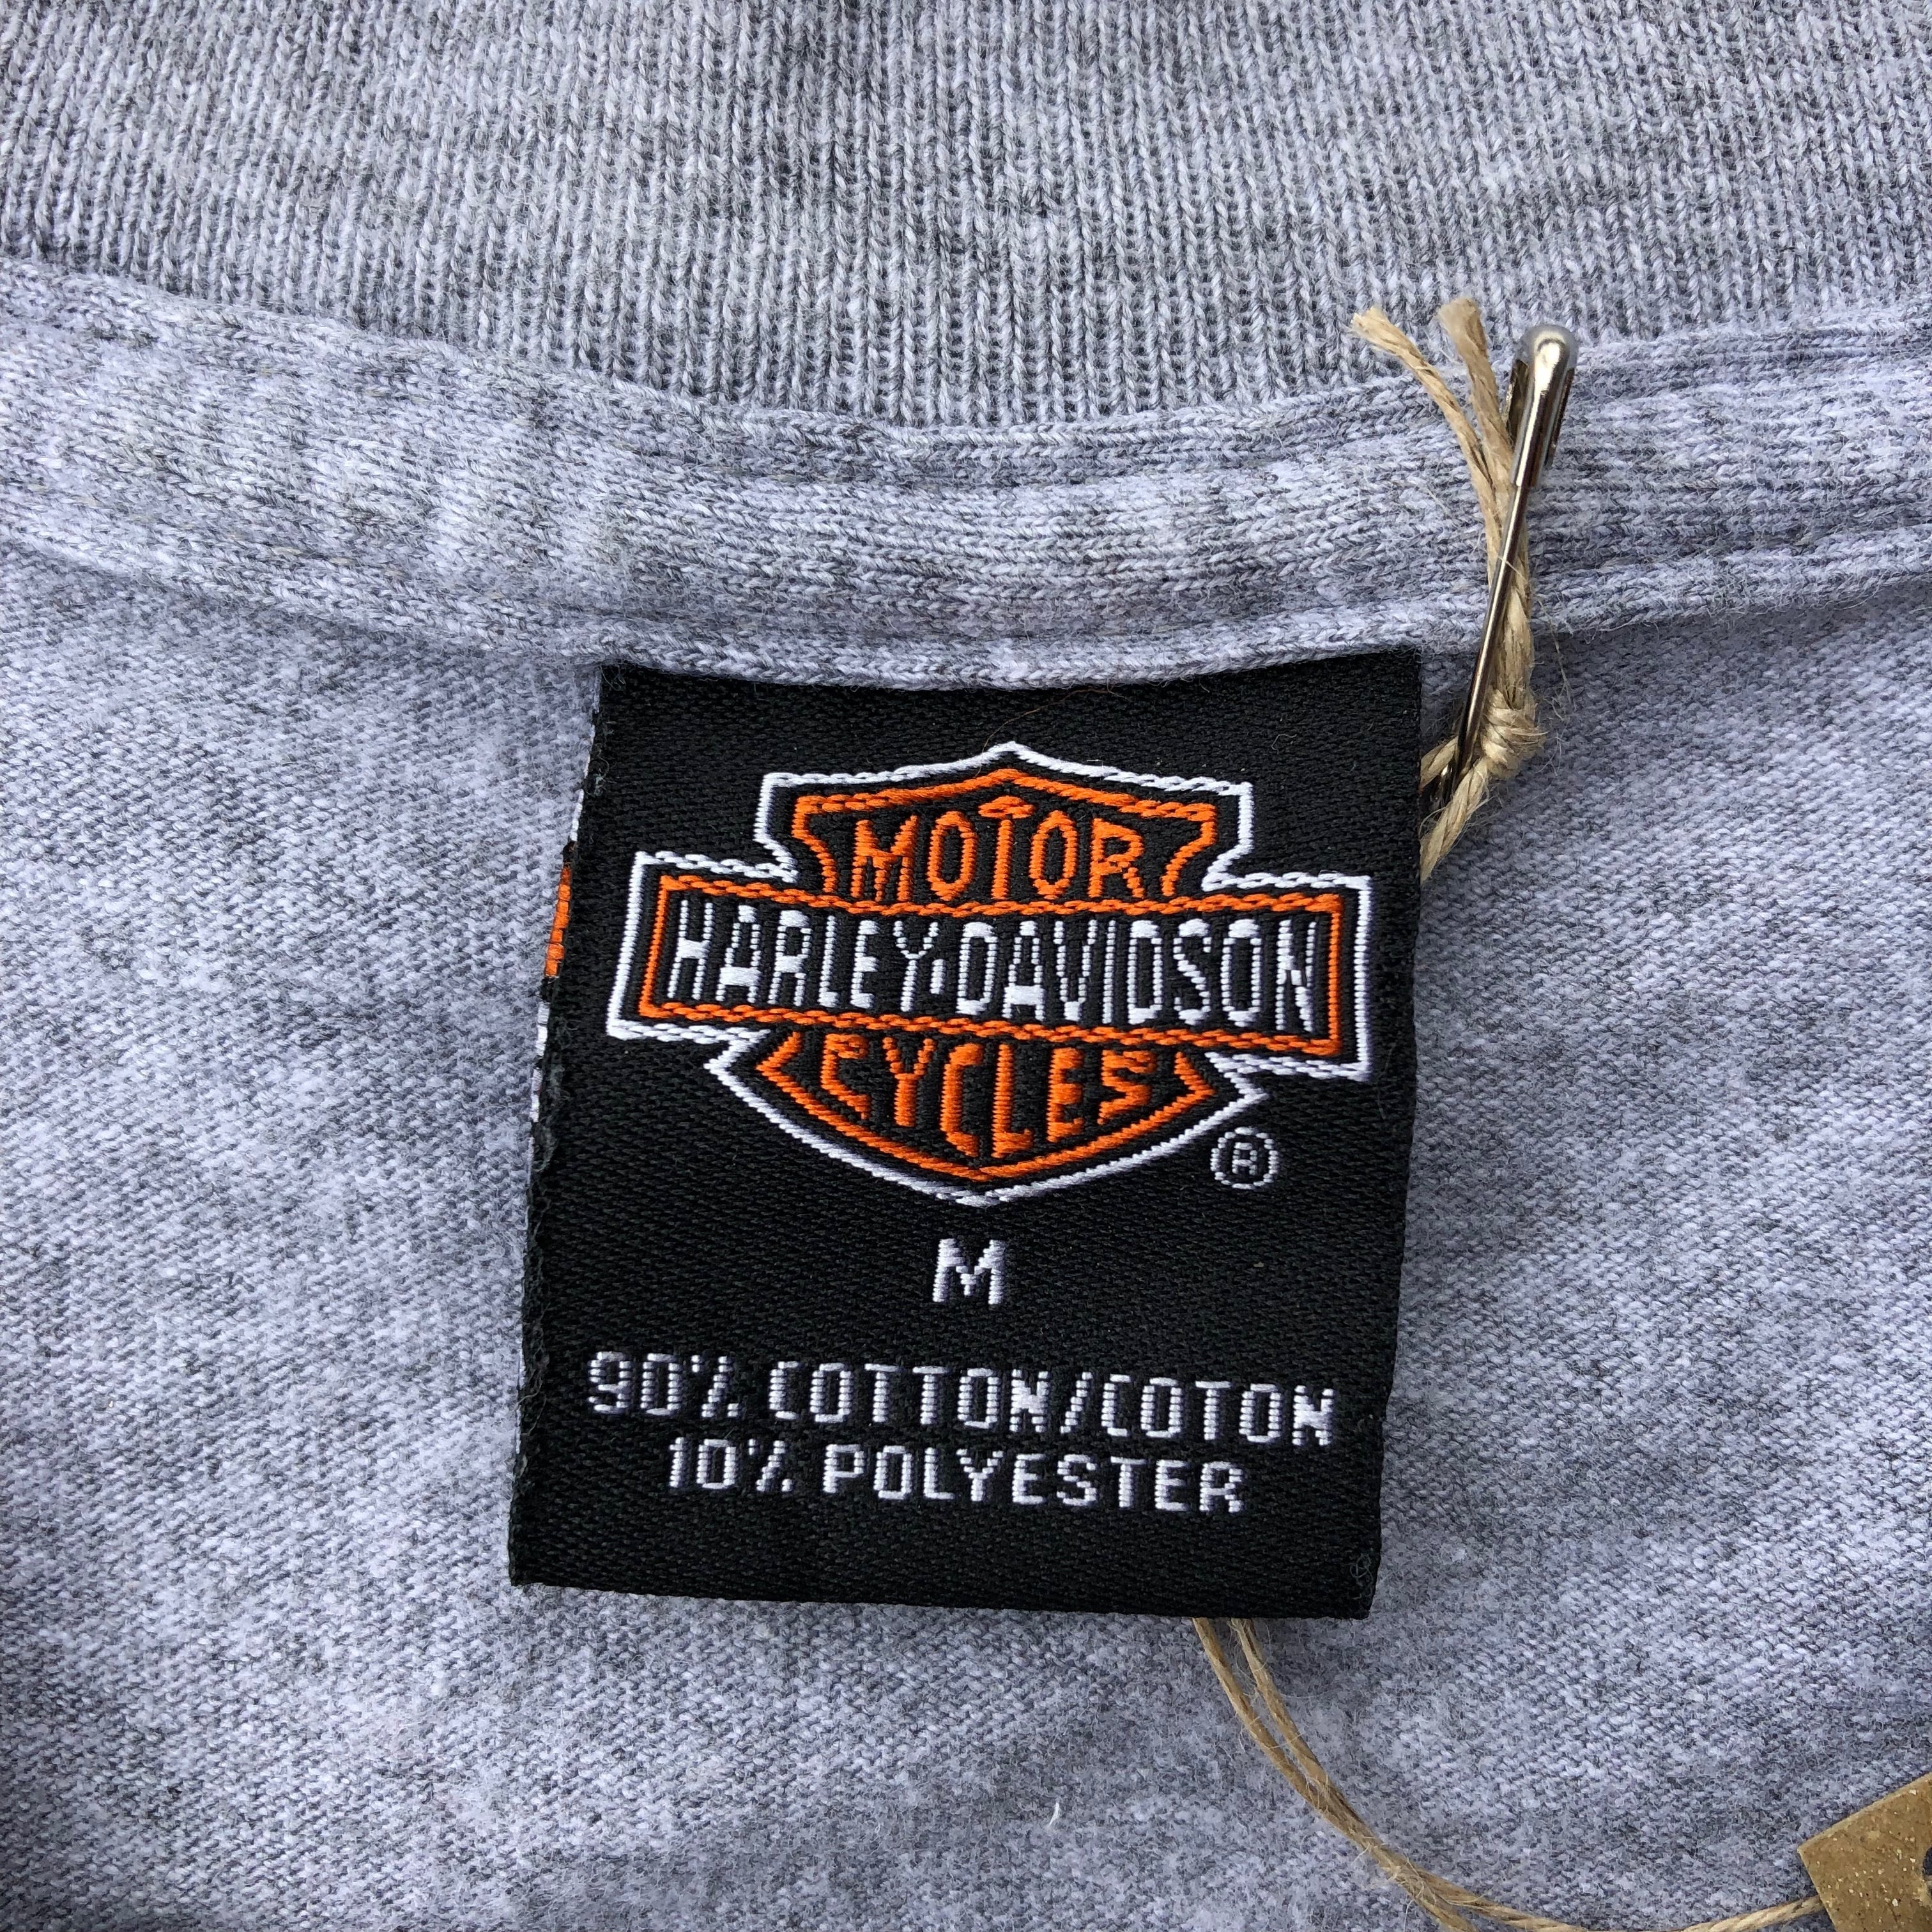 MOTOR
HARLEY-DAVIDSON
CYCLES
®
M
90% COTTON/COTON
10% POLYESTER